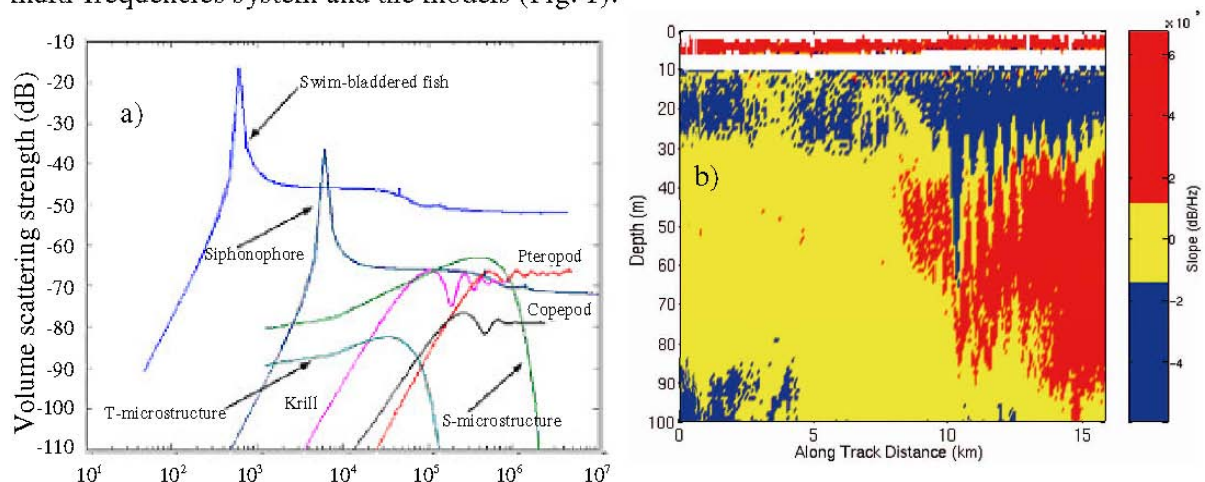 multi-frequencies system and the models (Fig. 1).
a)
Volume scattering strength (dB)
-10
-20
-30
-40
-50
-60
-70
-80
-90
-100
-110
Swim-bladdered fish
Siphonophore
Pteropod
Copepod
T-microstructure
Krill
S-microstructure
10¹ 10² 10³ 10⁴ 10⁵ 10⁶ 10⁷
b)
Depth (m)
0
10
20
30
40
50
60
70
80
90
100
0 5 10 15
Along Track Distance (km)
6
4
2
0
-2
-4
Slope (dB/Hz)